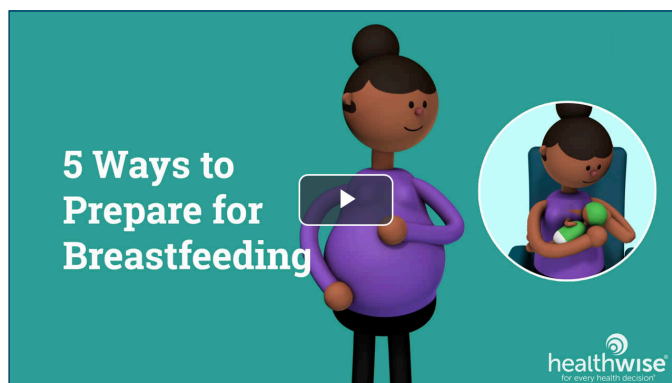 5 Ways to
Prepare for
Breastfeeding
healthwise®
for every health decision®